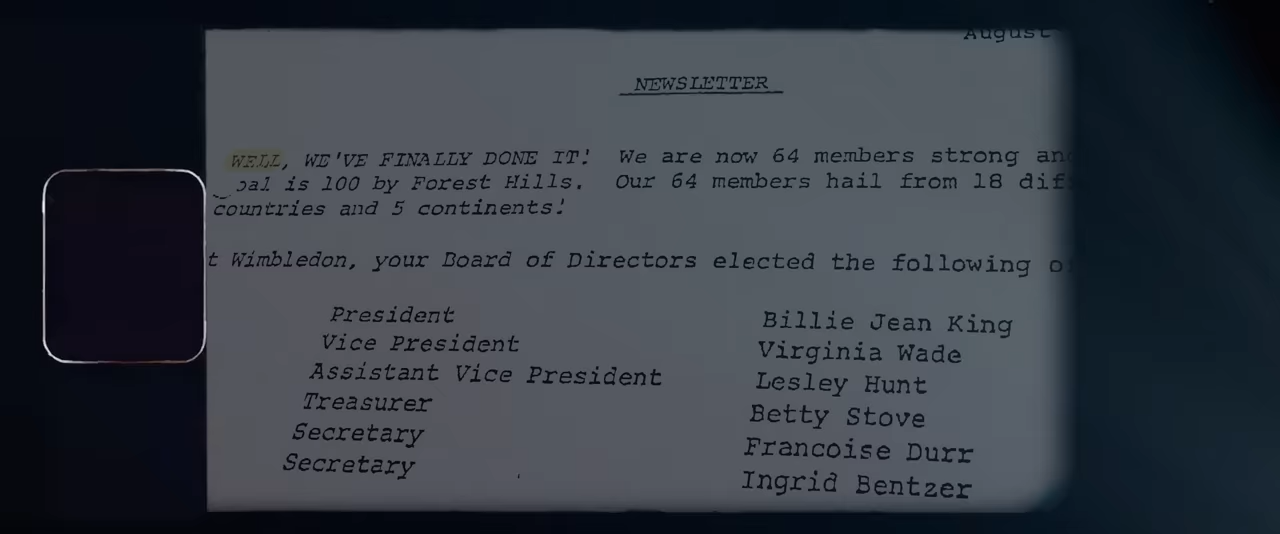 August
NEWSLETTER
WELL, WE'VE FINALLY DONE IT! We are now 64 members strong
is 100 by Forest Hills. Our 64 members hail from 18
countries and 5 continents!
Wimbledon, your Board of Directors elected the following
President Billie Jean King
Vice President Virginia Wade
Assistant Vice President Lesley Hunt
Treasurer Betty Stove
Secretary Francoise Durr
Secretary Ingrid Bentzer